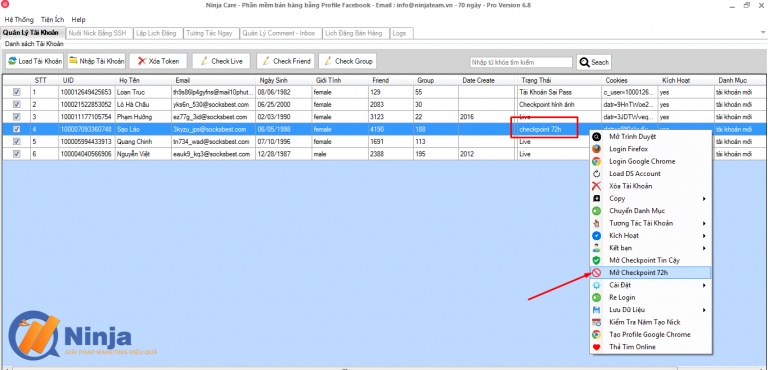 Ninja Care - Phần mềm bán hàng bằng Profile Facebook - Email : info@ninjateam.vn - 70 ngày - Pro Version 6.8
Hệ Thống Tiện Ích Help
Quản Lý Tài Khoản Nuôi Nick Bằng SSH Lập Lịch Đăng Tương Tác Ngay Quản Lý Comment - Inbox Lịch Đăng Bán Hàng Logs
Danh sách Tài Khoản
Load Tài Khoản Nhập Tài Khoản Xóa Token Check Live Check Friend Check Group Nhập từ khóa tìm kiếm Seach
STT UID Họ Tên Email Ngày Sinh Giới Tính Friend Group Date Create Trạng Thái Cookies Kích Hoạt Danh Mục
1 100012649425653 Loan Truc th9s86lp4gyfns@mail10phut... 08/06/1982 female 129 55 Tài Khoản Sai Pass c_user=1000126... yes tài khoản mới
2 100021522853052 Lò Hà Châu yks6n_530@socksbest.com 06/25/2000 female 2083 30 Checkpoint hình ảnh datr=9HnTWoe2... yes tài khoản mới
3 100011177105754 Phạm Hưởng ez77g_3d@socksbest.com 02/03/1990 female 3123 22 2016 Live datr=3JDTWveq... yes tài khoản mới
4 100007093360748 Sao Láo 3kyzu_jps@socksbest.com 06/05/1998 female 4190 188 checkpoint 72h tài khoản mới
5 100005994433913 Quang Chinh tn734_wad@socksbest.com 07/10/1996 female 1691 113 Live tài khoản mới
6 100004040566906 Nguyễn Việt eauk9_kq3@socksbest.com 12/28/1987 male 2388 195 2012 Live tài khoản mới
Mở Trình Duyệt
Login Firefox
Login Google Chrome
Load DS Account
Xóa Tài Khoản
Copy
Chuyển Danh Mục
Tương Tác Tài Khoản
Kích Hoạt
Kết bạn
Mở Checkpoint Tin Cậy
Mở Checkpoint 72h
Cài Đặt
Re Login
Lưu Dữ Liệu
Kiểm Tra Năm Tạo Nick
Tạo Profile Google Chrome
Thả Tim Online
Ninja
GIẢI PHÁP MARKETING HIỆU QUẢ